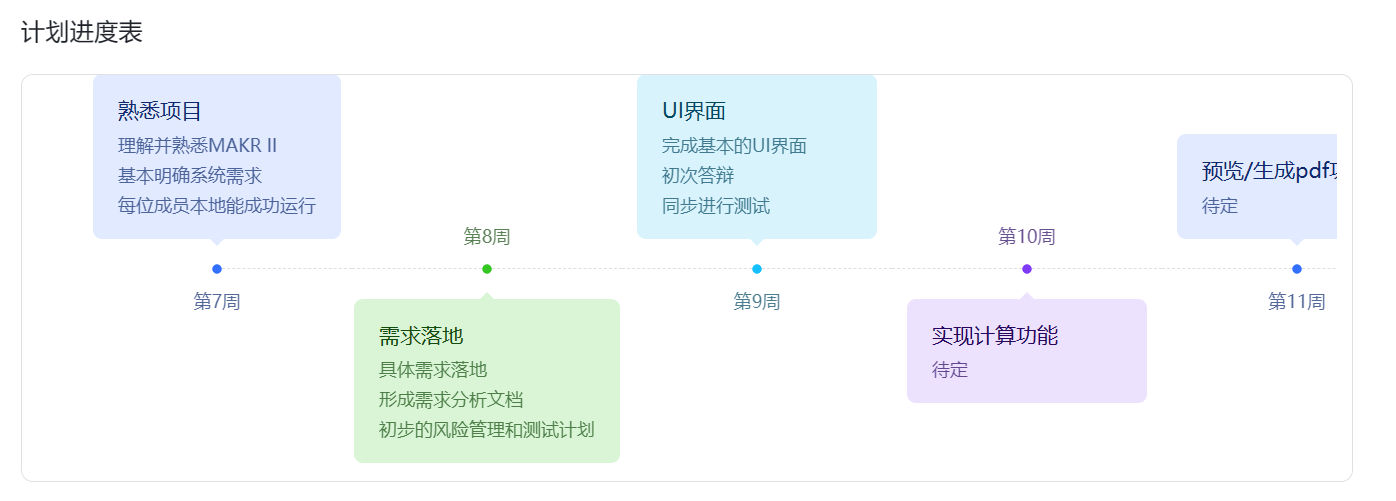 计划进度表
熟悉项目
理解并熟悉MAKR II
基本明确系统需求
每位成员本地能成功运行
第7周
第8周
需求落地
具体需求落地
形成需求分析文档
初步的风险管理和测试计划
UI界面
完成基本的UI界面
初次答辩
同步进行测试
第9周
第10周
实现计算功能
待定
预览/生成pdf
待定
第11周